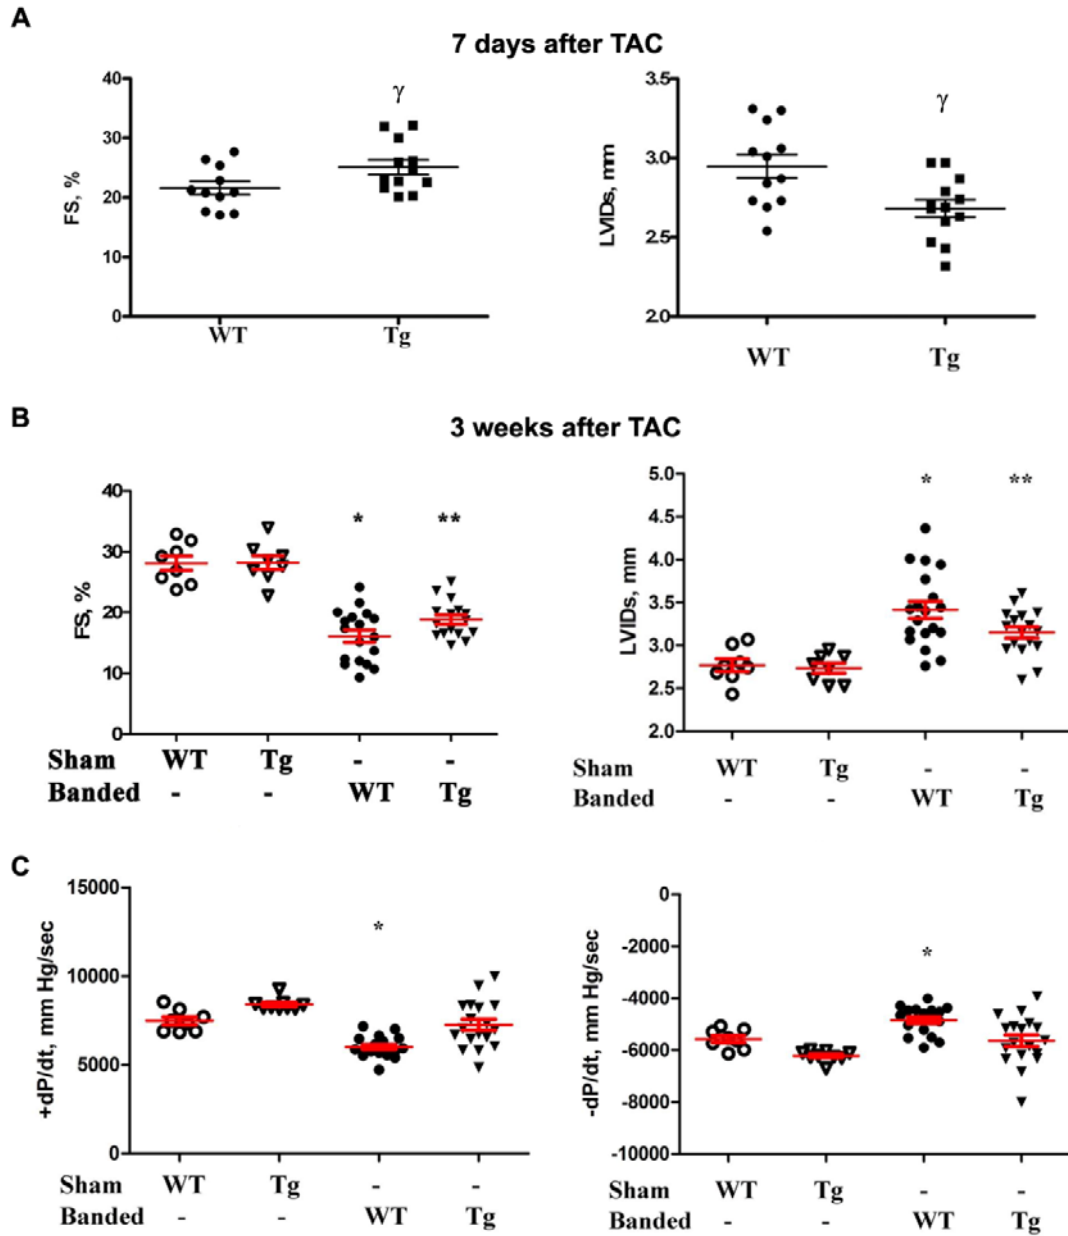 A
7 days after TAC
40
30
20
10
0
FS, %
γ
WT Tg
3.5
3.0
2.5
2.0
LVIDs, mm
γ
WT Tg
B
3 weeks after TAC
40
30
20
10
0
FS, %
* **
Sham WT Tg - -
Banded - - WT Tg
5.0
4.5
4.0
3.5
3.0
2.5
2.0
LVIDs, mm
* **
Sham WT Tg - -
Banded - - WT Tg
C
15000
10000
5000
0
+dP/dt, mm Hg/sec
*
Sham WT Tg - -
Banded - - WT Tg
0
-2000
-4000
-6000
-8000
-10000
-dP/dt, mm Hg/sec
*
Sham WT Tg - -
Banded - - WT Tg